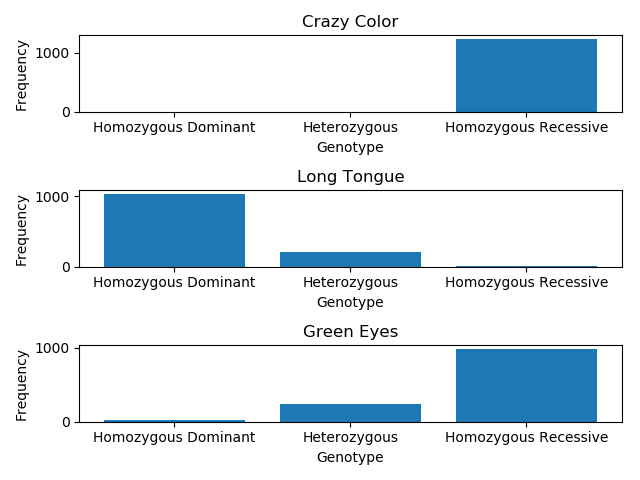 Crazy Color
1000
0
Frequency
Homozygous Dominant Heterozygous Homozygous Recessive
Genotype
Long Tongue
1000
0
Frequency
Homozygous Dominant Heterozygous Homozygous Recessive
Genotype
Green Eyes
1000
0
Frequency
Homozygous Dominant Heterozygous Homozygous Recessive
Genotype